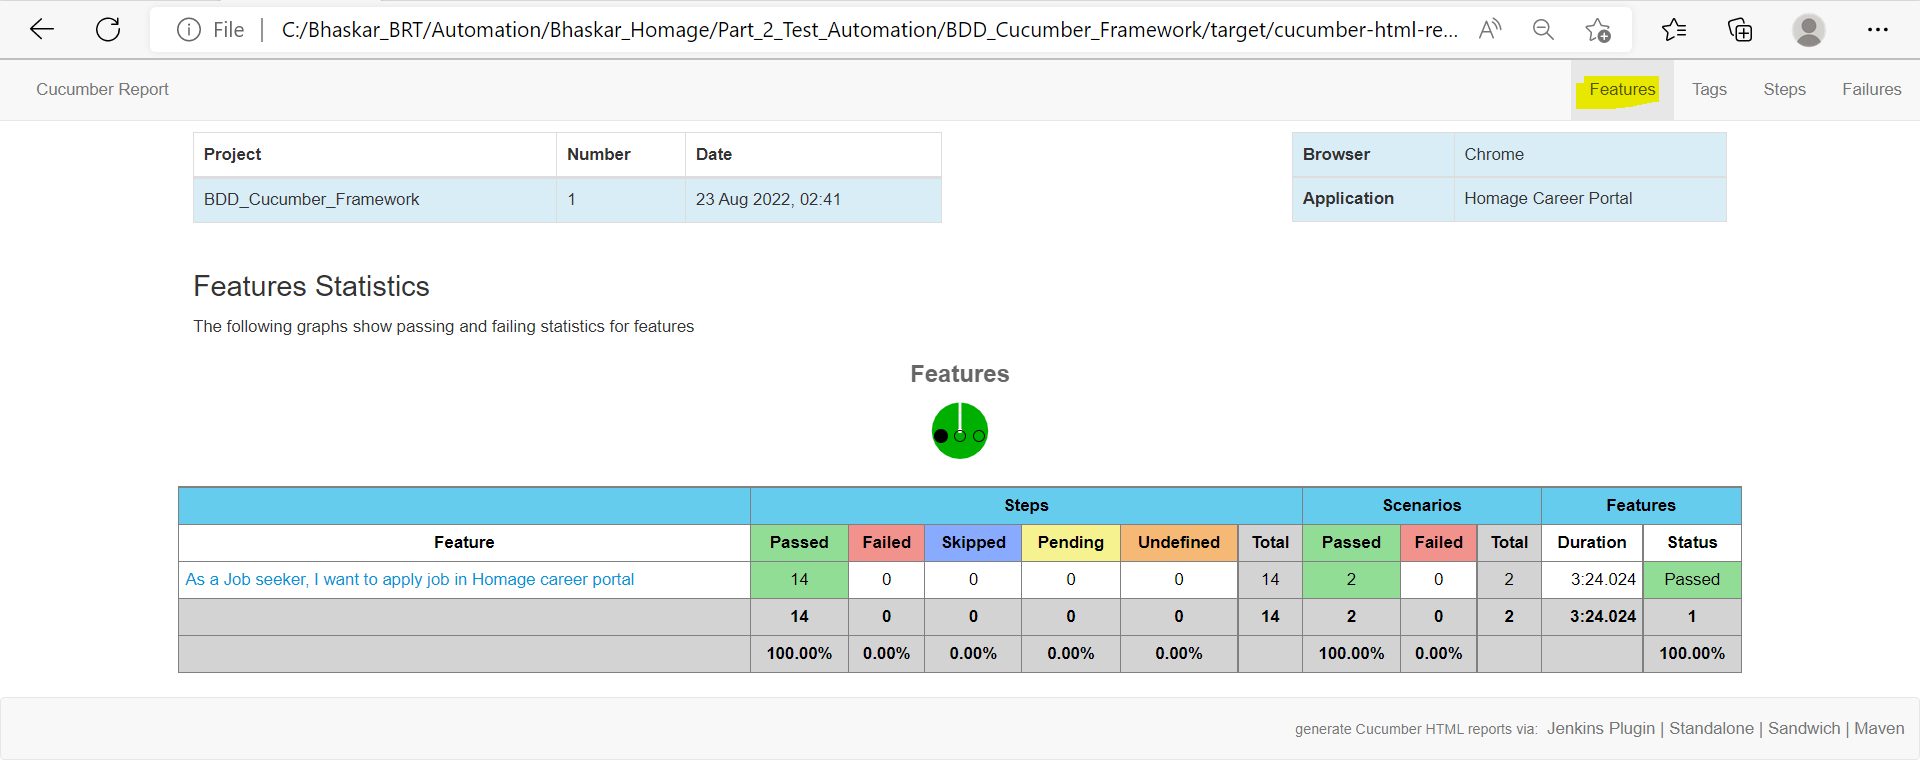 File | C:/Bhaskar_BRT/Automation/Bhaskar_Homage/Part_2_Test_Automation/BDD_Cucumber_Framework/target/cucumber-html-re...
Cucumber Report Features Tags Steps Failures
Project Number Date
BDD_Cucumber_Framework 1 23 Aug 2022, 02:41
Browser Chrome
Application Homage Career Portal
Features Statistics
The following graphs show passing and failing statistics for features
Features
Steps Scenarios Features
Feature Passed Failed Skipped Pending Undefined Total Passed Failed Total Duration Status
As a Job seeker, I want to apply job in Homage career portal 14 0 0 0 0 14 2 0 2 3:24.024 Passed
14 0 0 0 0 14 2 0 2 3:24.024 1
100.00% 0.00% 0.00% 0.00% 0.00% 100.00% 0.00% 100.00%
generate Cucumber HTML reports via: Jenkins Plugin | Standalone | Sandwich | Maven